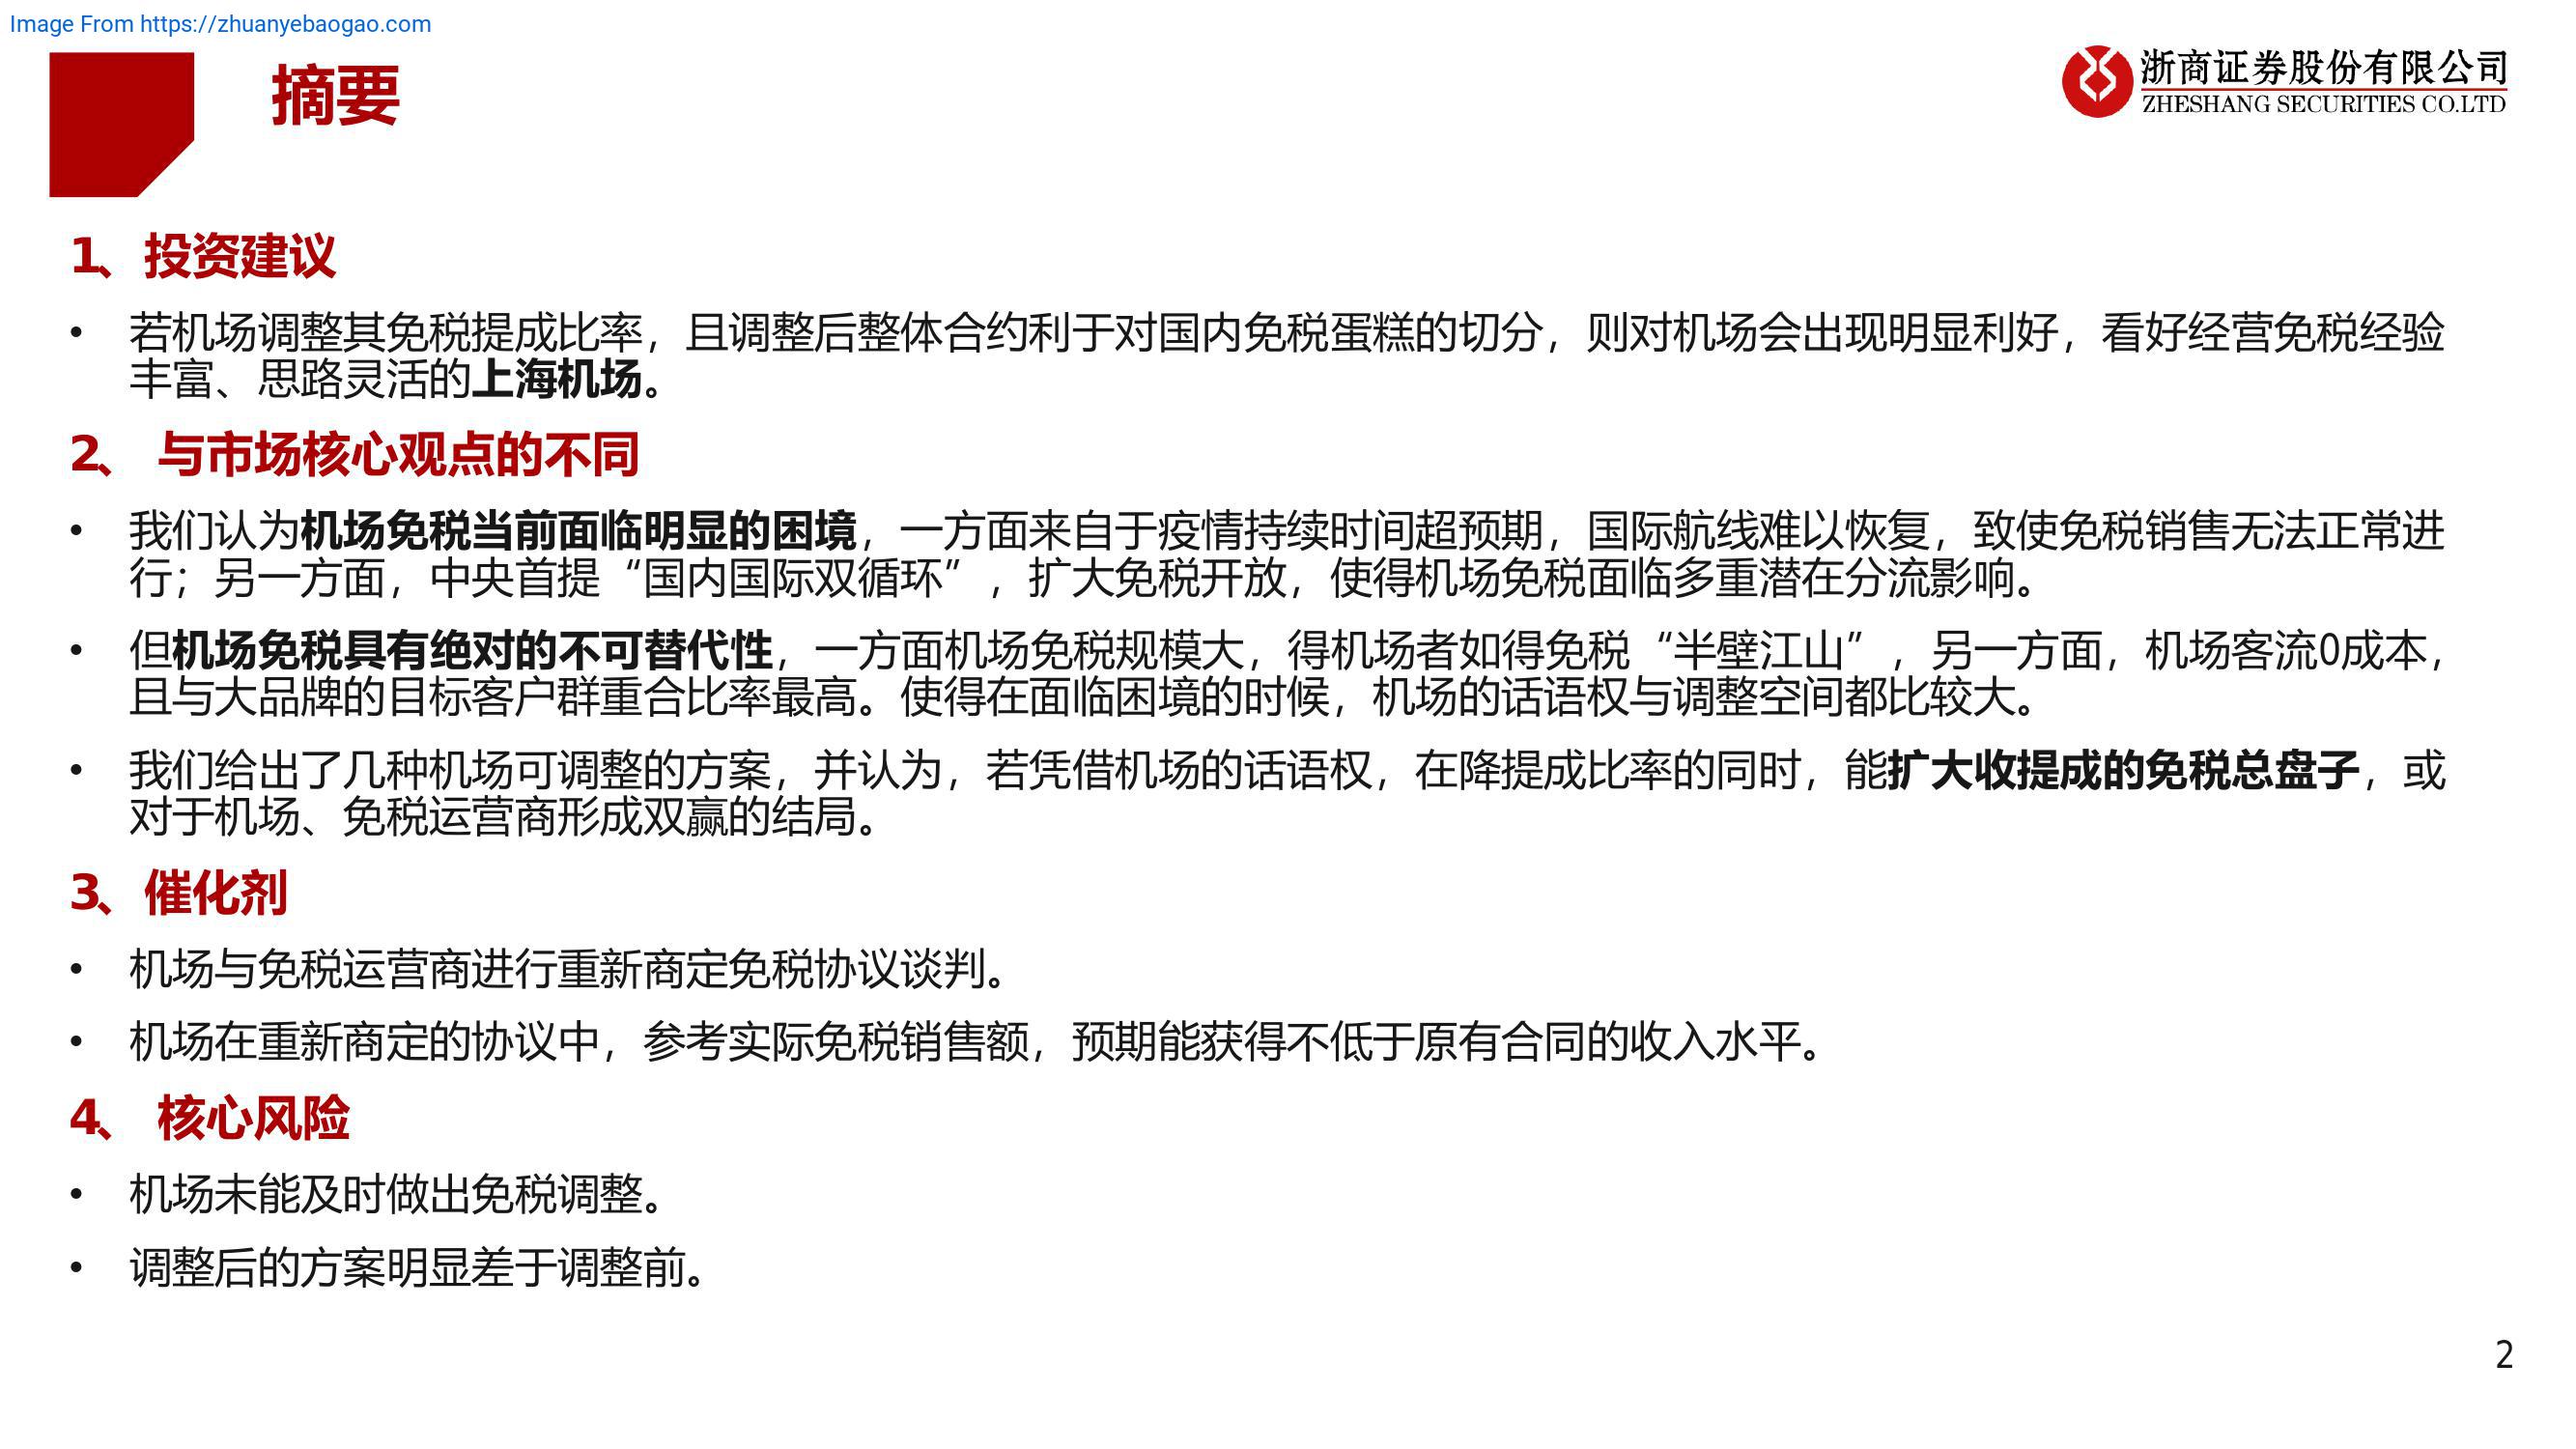 Image From https://zhuanyebaogao.com
摘要
浙商证券股份有限公司
ZHESHANG SECURITIES CO.LTD
1、投资建议
• 若机场调整其免税提成比率，且调整后整体合约利于对国内免税蛋糕的切分，则对机场会出现明显利好，看好经营免税经验
丰富、思路灵活的上海机场。
2、 与市场核心观点的不同
• 我们认为机场免税当前面临明显的困境，一方面来自于疫情持续时间超预期，国际航线难以恢复，致使免税销售无法正常进
行；另一方面，中央首提“国内国际双循环”，扩大免税开放，使得机场免税面临多重潜在分流影响。
• 但机场免税具有绝对的不可替代性，一方面机场免税规模大，得机场者如得免税“半壁江山”，另一方面，机场客流0成本，
且与大品牌的目标客户群重合比率最高。使得在面临困境的时候，机场的话语权与调整空间都比较大。
• 我们给出了几种机场可调整的方案，并认为，若凭借机场的话语权，在降提成比率的同时，能扩大收提成的免税总盘子，或
对于机场、免税运营商形成双赢的结局。
3、催化剂
• 机场与免税运营商进行重新商定免税协议谈判。
• 机场在重新商定的协议中，参考实际免税销售额，预期能获得不低于原有合同的收入水平。
4、 核心风险
• 机场未能及时做出免税调整。
• 调整后的方案明显差于调整前。
2